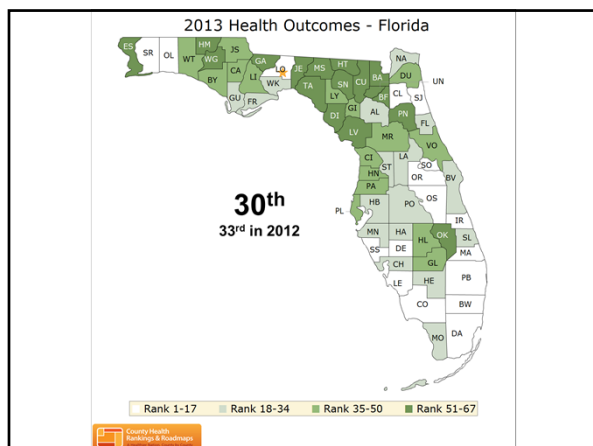 2013 Health Outcomes - Florida
ES
SR
OL
HM
WT
WG
JS
BY
CA
GA
LI
GU
FR
LO
WK
JE
MS
HT
TA
SN
CU
BA
LY
DI
GI
LV
AL
BF
NA
DU
UN
CL
SJ
PN
FL
MR
VO
CI
ST
LA
SO
HN
PA
OR
BV
OS
PL
HB
PO
IR
MN
HA
HL
OK
SL
SS
DE
MA
CH
GL
LE
HE
PB
CO
BW
MO
DA
30th
33rd in 2012
Rank 1-17 Rank 18-34 Rank 35-50 Rank 51-67
County Health
Rankings & Roadmaps